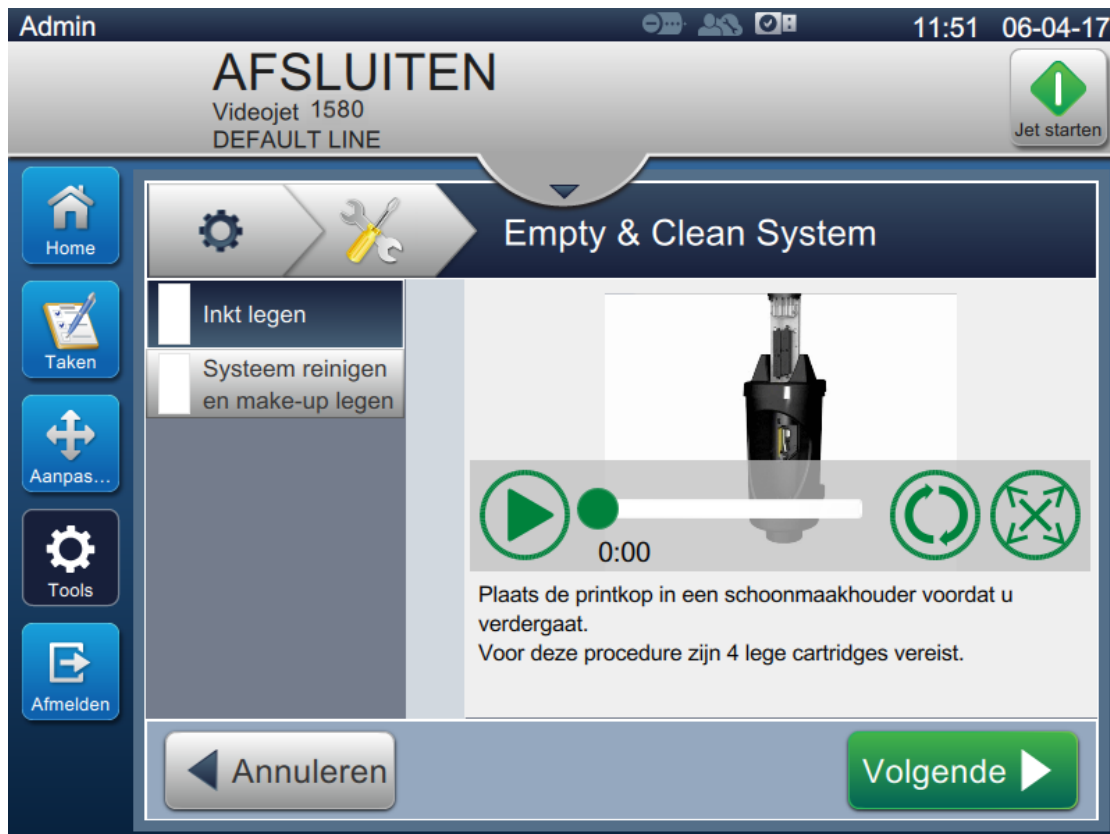 Admin
11:51 06-04-17
AFSLUITEN
Videojet 1580
DEFAULT LINE
Jet starten
Home
Taken
Aanpas...
Tools
Afmelden
Empty & Clean System
Inkt legen
Systeem reinigen
en make-up legen
0:00
Plaats de printkop in een schoonmaakhouder voordat u
verdergaat.
Voor deze procedure zijn 4 lege cartridges vereist.
Annuleren
Volgende